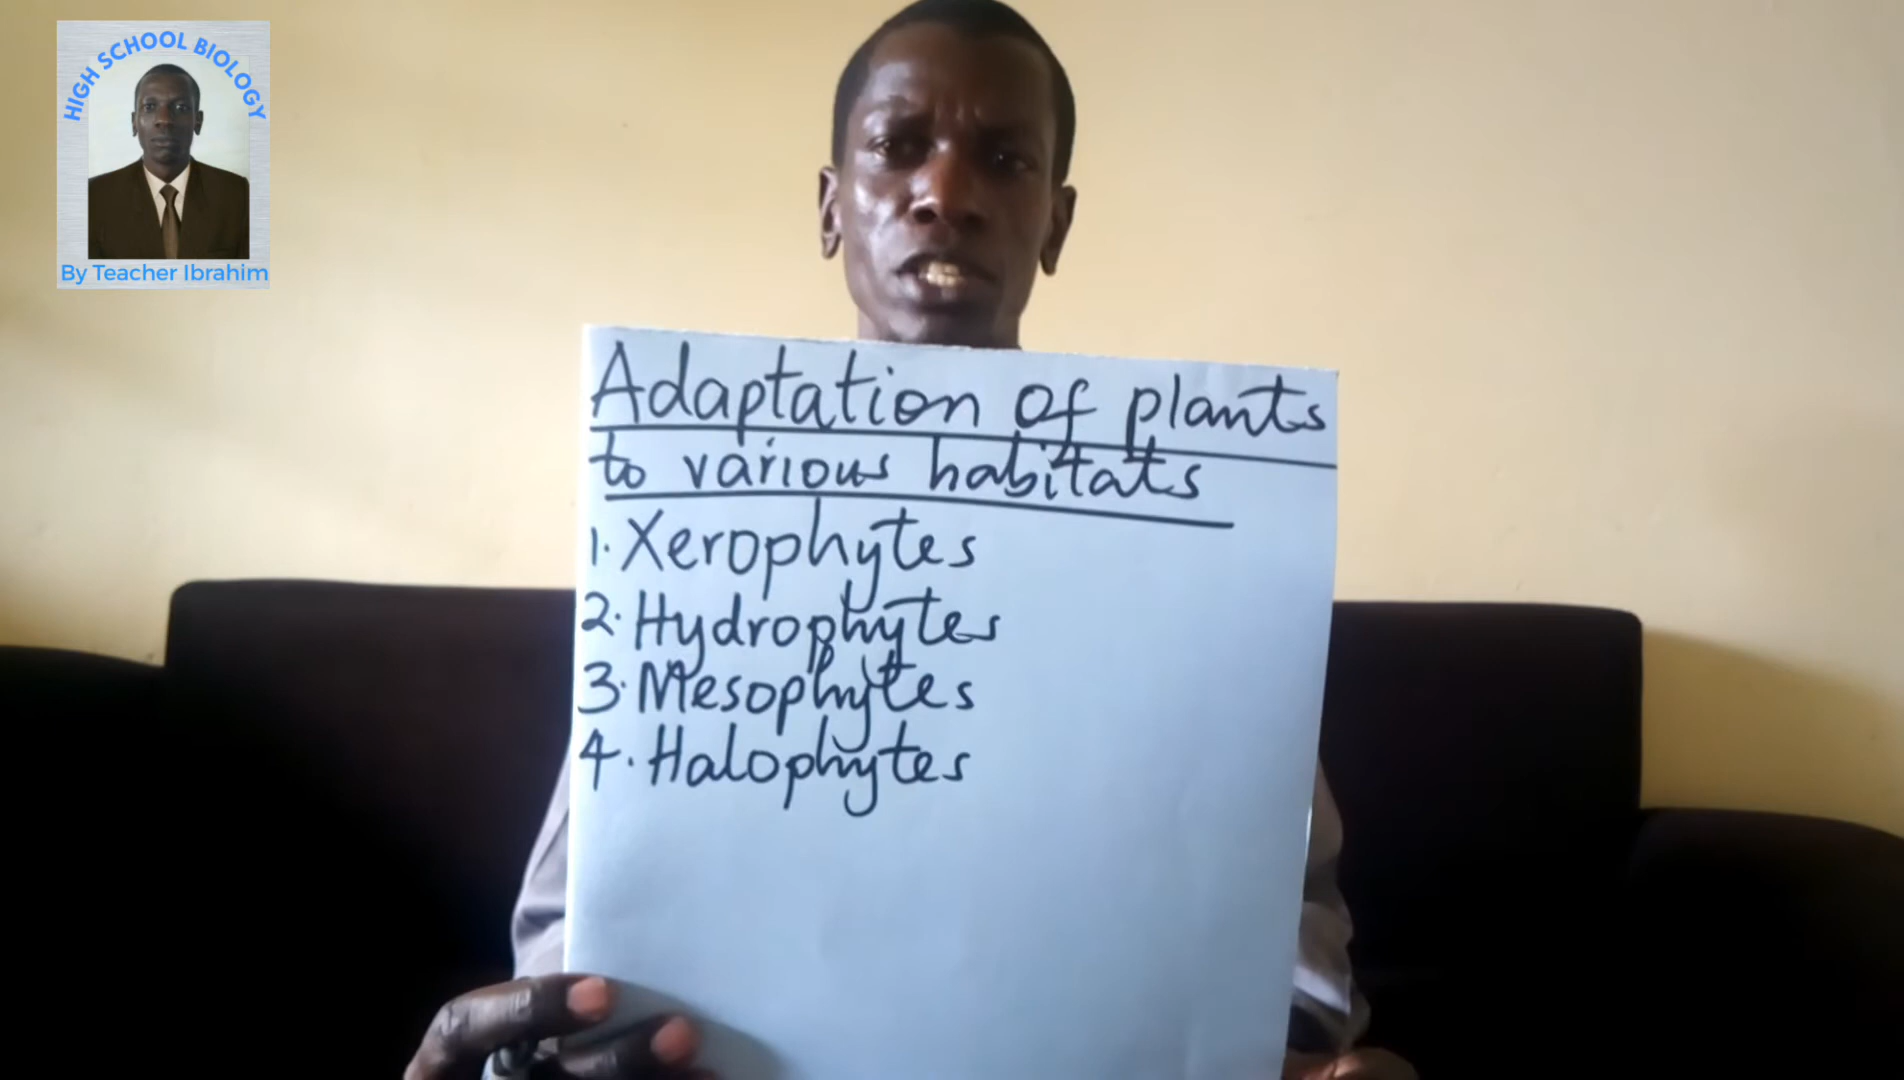 HIGH SCHOOL BIOLOGY
By Teacher Ibrahim
Adaptation of plants
to various habitats
1. Xerophytes
2. Hydrophytes
3. Mesophytes
4. Halophytes